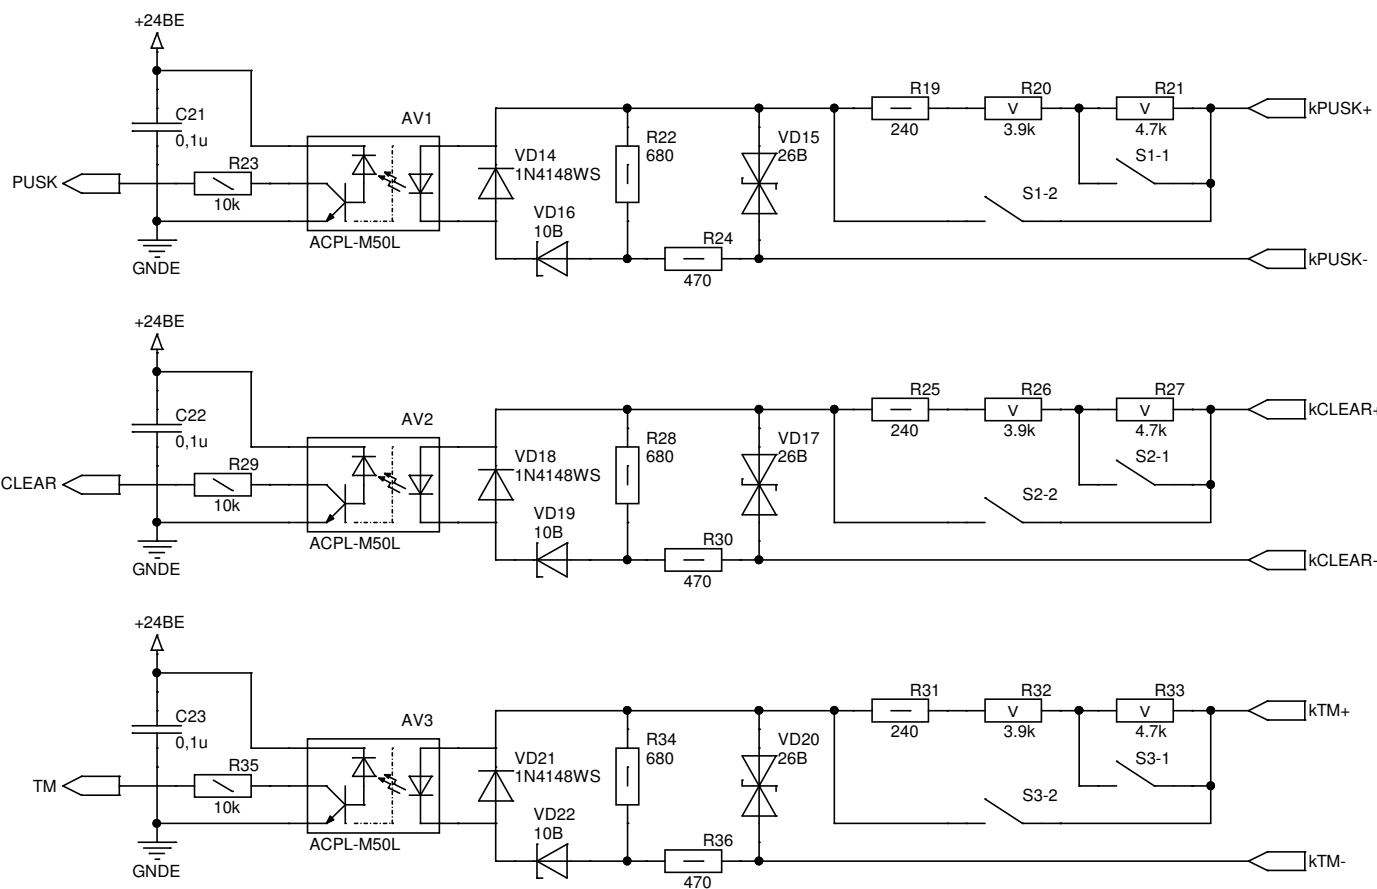 +24BE
C21
0,1u
R23
PUSK
10k
GNDE
AV1
ACPL-M50L
VD14
1N4148WS
VD16
10B
R22
680
R24
470
VD15
26B
R19
240
R20
V
3.9k
R21
V
4.7k
S1-1
S1-2
kPUSK+
kPUSK-
+24BE
C22
0,1u
R29
CLEAR
10k
GNDE
AV2
ACPL-M50L
VD18
1N4148WS
VD19
10B
R28
680
R30
470
VD17
26B
R25
240
R26
V
3.9k
R27
V
4.7k
S2-1
S2-2
kCLEAR+
kCLEAR-
+24BE
C23
0,1u
R35
TM
10k
GNDE
AV3
ACPL-M50L
VD21
1N4148WS
VD22
10B
R34
680
R36
470
VD20
26B
R31
240
R32
V
3.9k
R33
V
4.7k
S3-1
S3-2
kTM+
kTM-